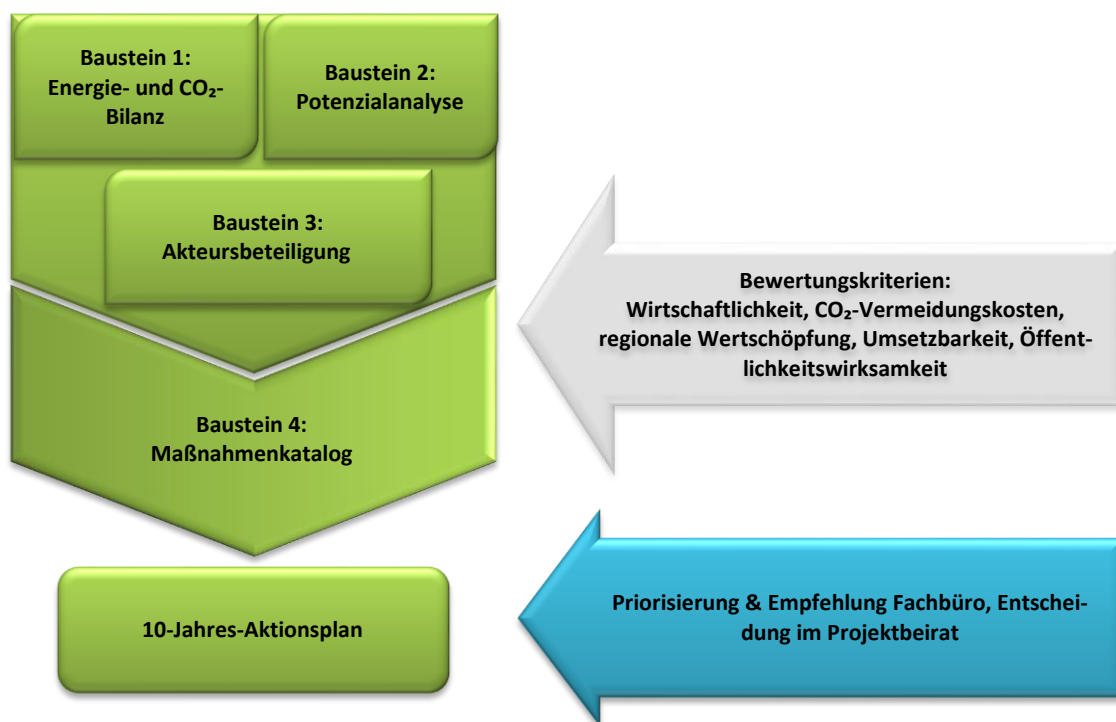 Baustein 1:
Energie- und CO₂-
Bilanz
Baustein 2:
Potenzialanalyse
Baustein 3:
Akteursbeteiligung
Bewertungskriterien:
Wirtschaftlichkeit, CO₂-Vermeidungskosten,
regionale Wertschöpfung, Umsetzbarkeit, Öffent-
lichkeitswirksamkeit
Baustein 4:
Maßnahmenkatalog
10-Jahres-Aktionsplan
Priorisierung & Empfehlung Fachbüro, Entschei-
dung im Projektbeirat